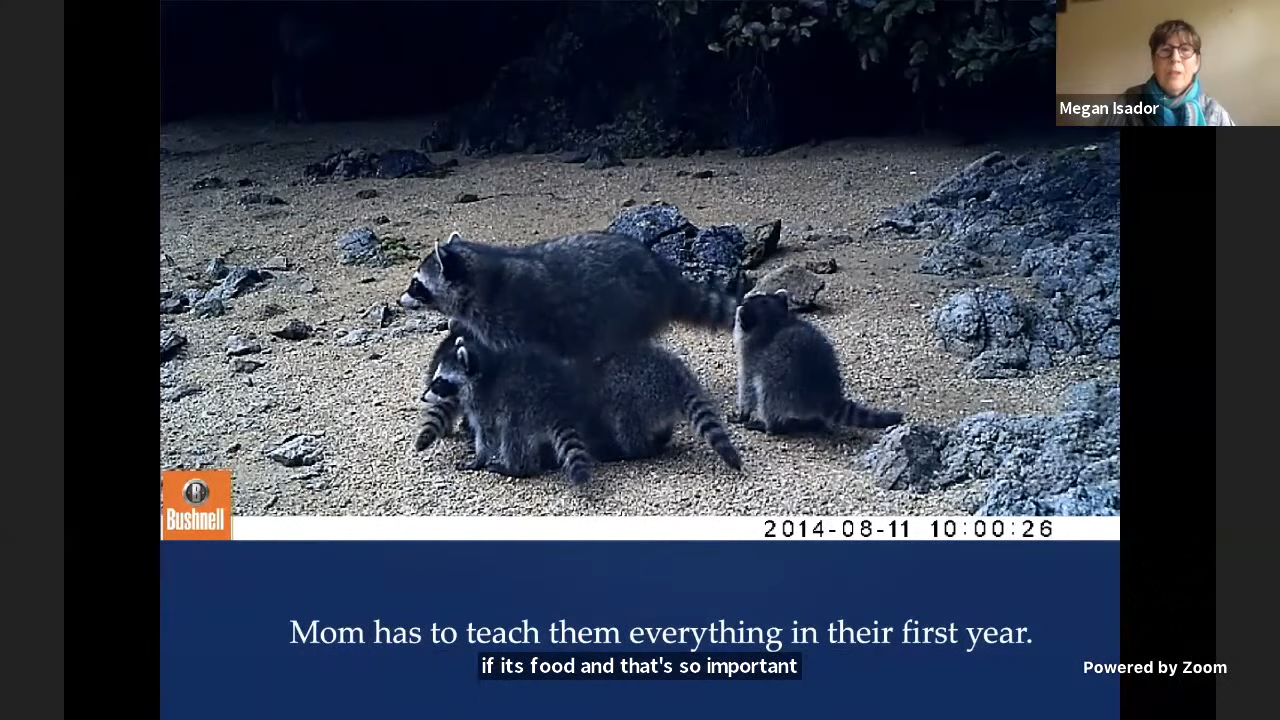 Megan Isador
Bushnell
2014-08-11 10:00:26
Mom has to teach them everything in their first year.
if its food and that's so important
Powered by Zoom